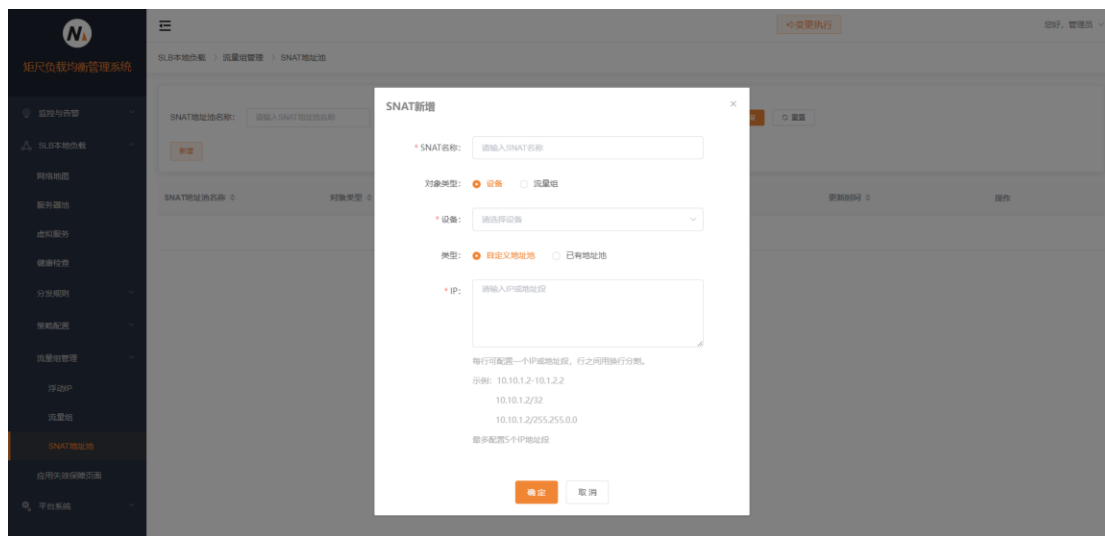 变更执行
您好，管理员
矩尺负载均衡管理系统
SLB本地负载 > 流量组管理 > SNAT地址池
监控与告警
SLB本地负载
网络地图
服务器池
虚拟服务
健康检查
分发规则
策略配置
流量组管理
浮动IP
流量组
SNAT地址池
应用失效保障页面
平台系统
SNAT地址池名称： 请输入SNAT地址池名称
重置
新增
SNAT地址池名称 对象类型 更新时间 操作
SNAT新增
* SNAT名称： 请输入SNAT名称
对象类型： 设备 流量组
* 设备： 请选择设备
类型： 自定义地址池 已有地址池
* IP： 请输入IP或地址段
每行可配置一个IP或地址段，行之间用换行分割。
示例：10.10.1.2-10.1.2.2
10.10.1.2/32
10.10.1.2/255.255.0.0
最多配置5个IP地址段
确定 取消